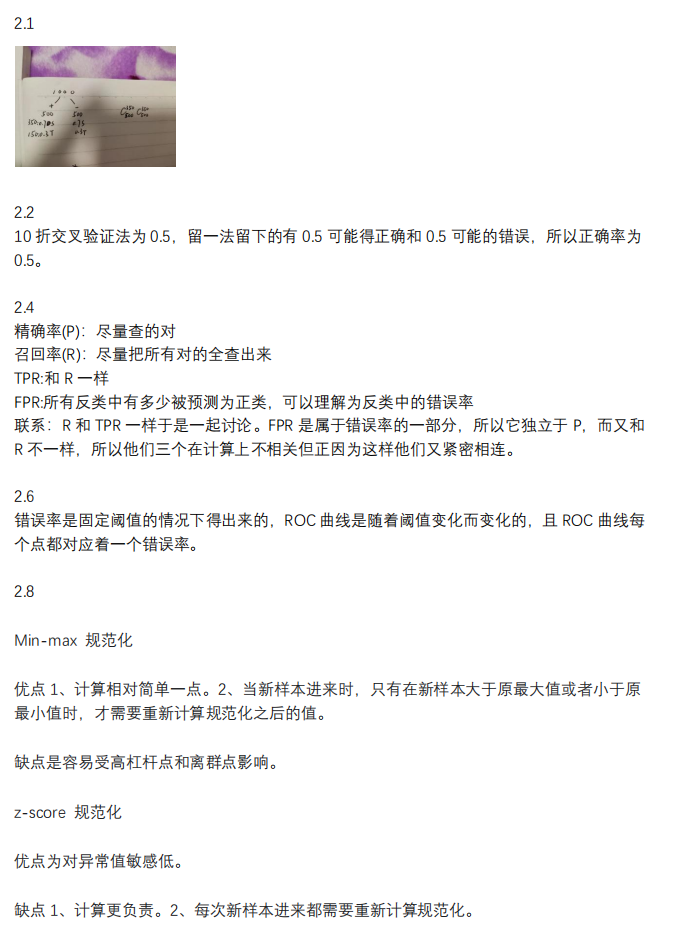 2.1
1000
+ -
500 500
2.2
10 折交叉验证法为 0.5，留一法留下的有 0.5 可能得正确和 0.5 可能的错误，所以正确率为
0.5。
2.4
精确率(P)：尽量查的对
召回率(R)：尽量把所有对的全查出来
TPR:和 R 一样
FPR:所有反类中有多少被预测为正类，可以理解为反类中的错误率
联系：R 和 TPR 一样于是一起讨论。FPR 是属于错误率的一部分，所以它独立于 P，而又和
R 不一样，所以他们三个在计算上不相关但正因为这样他们又紧密相连。
2.6
错误率是固定阈值的情况下得出来的，ROC 曲线是随着阈值变化而变化的，且 ROC 曲线每
个点都对应着一个错误率。
2.8
Min-max 规范化
优点 1、计算相对简单一点。2、当新样本进来时，只有在新样本大于原最大值或者小于原
最小值时，才需要重新计算规范化之后的值。
缺点是容易受高杠杆点和离群点影响。
z-score 规范化
优点为对异常值敏感低。
缺点 1、计算更负责。2、每次新样本进来都需要重新计算规范化。